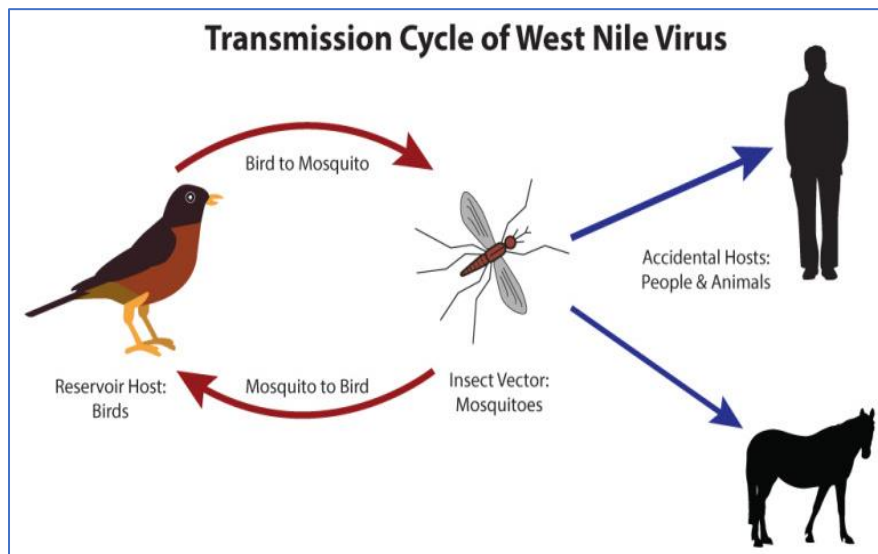 Transmission Cycle of West Nile Virus
Bird to Mosquito
Accidental Hosts:
People & Animals
Mosquito to Bird
Reservoir Host:
Birds
Insect Vector:
Mosquitoes